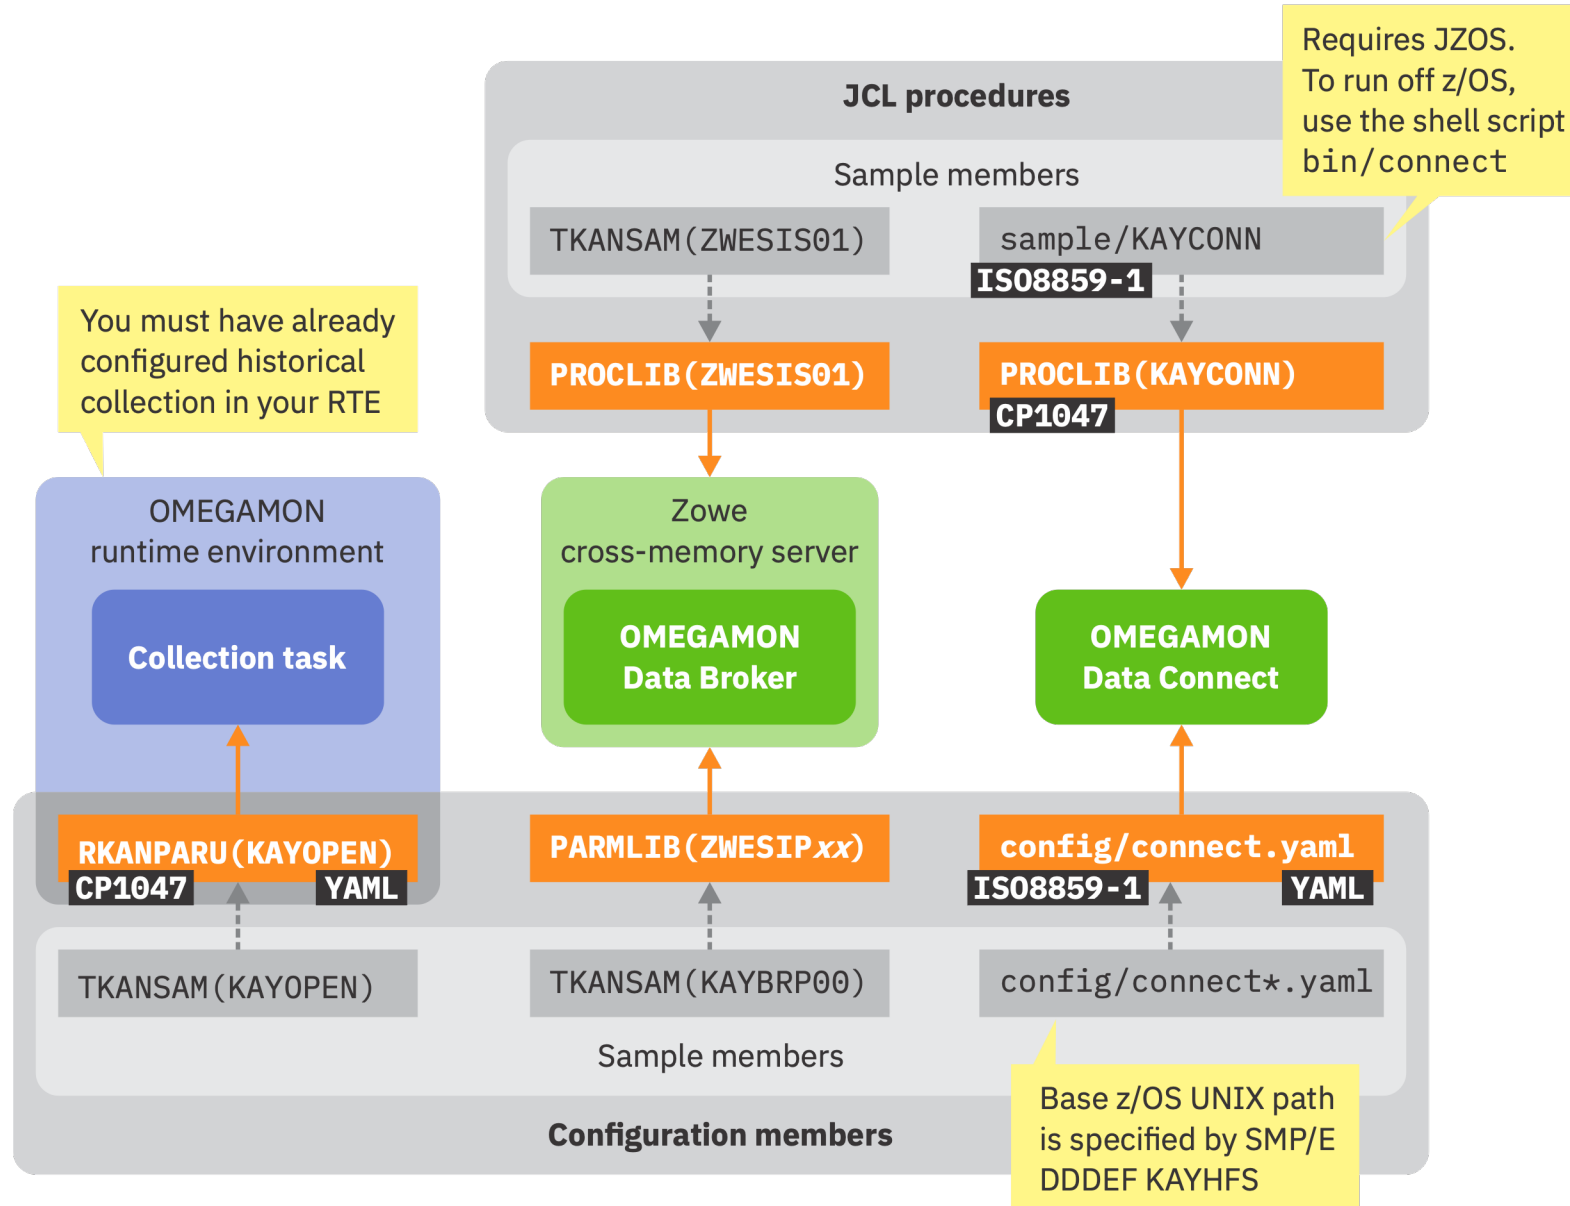 Requires JZOS.
To run off z/OS,
use the shell script
bin/connect
JCL procedures
Sample members
TKANSAM(ZWESIS01)
sample/KAYCONN
ISO8859-1
PROCLIB(ZWESIS01)
PROCLIB(KAYCONN)
CP1047
You must have already
configured historical
collection in your RTE
OMEGAMON
runtime environment
Collection task
Zowe
cross-memory server
OMEGAMON
Data Broker
OMEGAMON
Data Connect
RKANPARU(KAYOPEN)
CP1047
YAML
PARMLIB(ZWESIPxx)
config/connect.yaml
ISO8859-1
YAML
TKANSAM(KAYOPEN)
TKANSAM(KAYBRP00)
config/connect*.yaml
Sample members
Configuration members
Base z/OS UNIX path
is specified by SMP/E
DDDEF KAYHFS